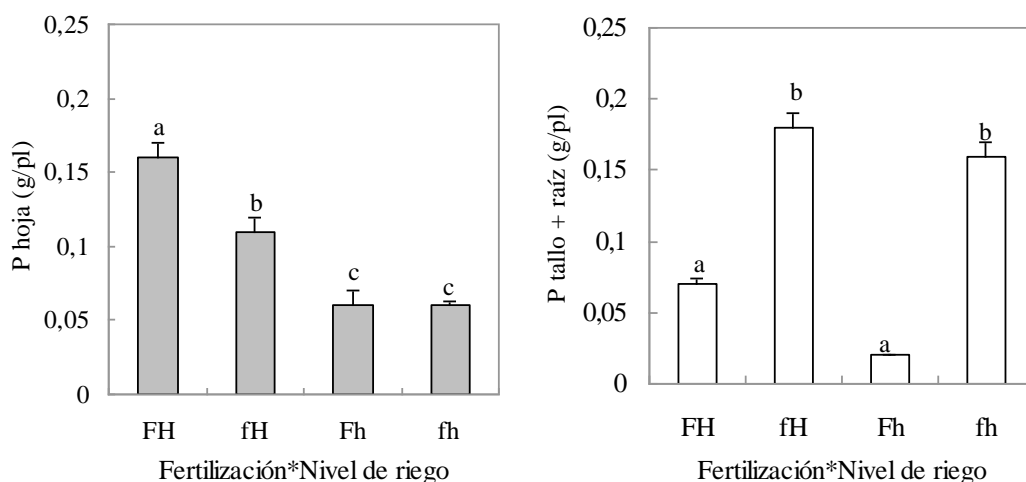 P hoja (g/pl)
0,25
0,2
0,15
0,1
0,05
0
a
b
c
c
FH
fH
Fh
fh
Fertilización*Nivel de riego
P tallo + raíz (g/pl)
0,25
0,2
0,15
0,1
0,05
0
a
b
a
b
FH
fH
Fh
fh
Fertilización*Nivel de riego